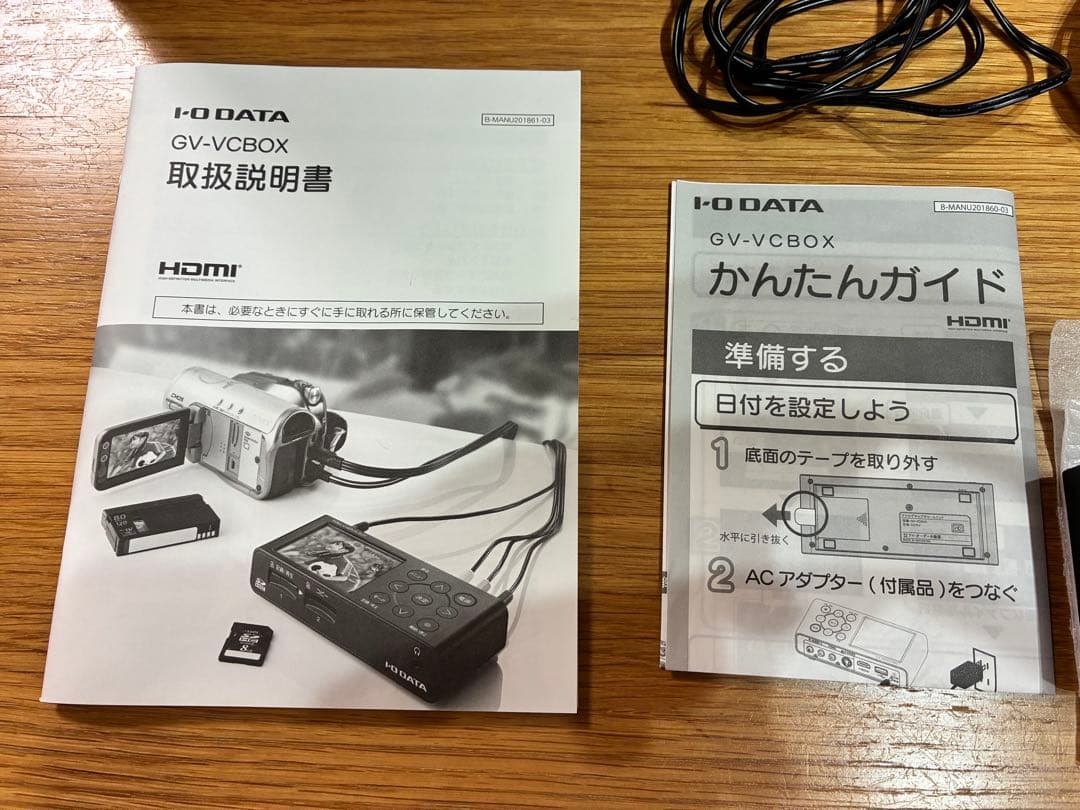 I-O DATA
B-MANU201861-03
GV-VCBOX
取扱説明書
HDMI
HIGH-DEFINITION MULTIMEDIA INTERFACE
本書は、必要なときにすぐに手に取れる所に保管してください。
60
I-O DATA
I-O DATA
B-MANU201860-03
GV-VCBOX
かんたんガイド
HDMI
準備する
日付を設定しよう
1 底面のテープを取り外す
水平に引き抜く
2 ACアダプター(付属品)をつなぐ